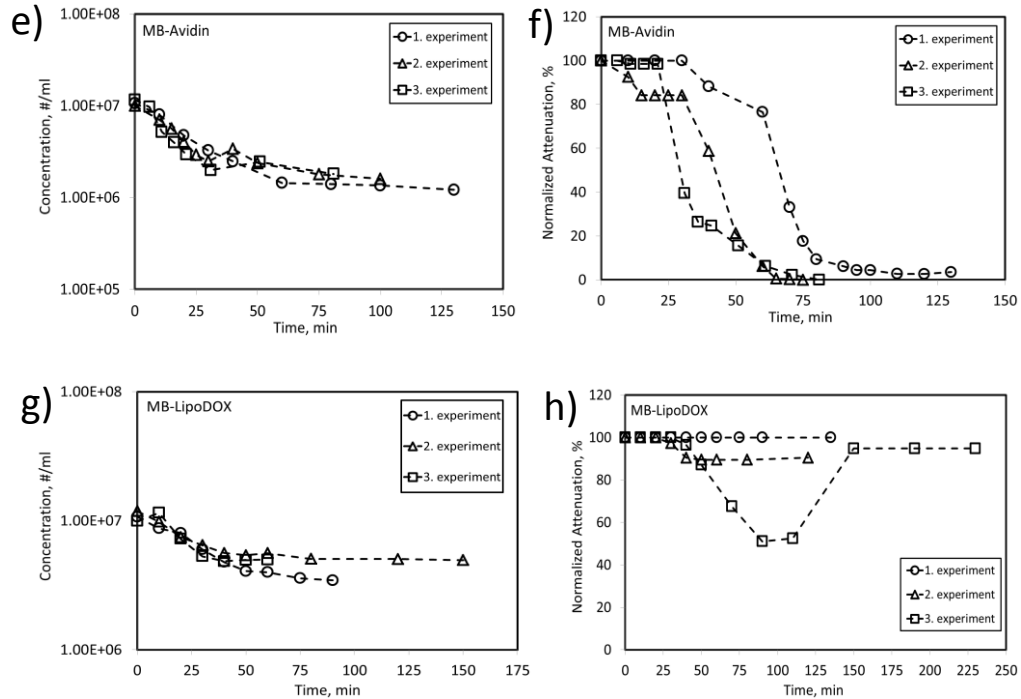 e)
MB-Avidin
1. experiment
2. experiment
3. experiment
1.00E+08
1.00E+07
1.00E+06
1.00E+05
Concentration, #/ml
0 25 50 75 100 125 150
Time, min
f)
MB-Avidin
1. experiment
2. experiment
3. experiment
120
100
80
60
40
20
0
Normalized Attenuation, %
0 25 50 75 100 125 150
Time, min
g)
MB-LipoDOX
1. experiment
2. experiment
3. experiment
1.00E+08
1.00E+07
1.00E+06
Concentration, #/ml
0 25 50 75 100 125 150 175
Time, min
h)
MB-LipoDOX
120
100
80
60
40
20
0
Normalized Attenuation, %
1. experiment
2. experiment
3. experiment
0 25 50 75 100 125 150 175 200 225 250
Time, min